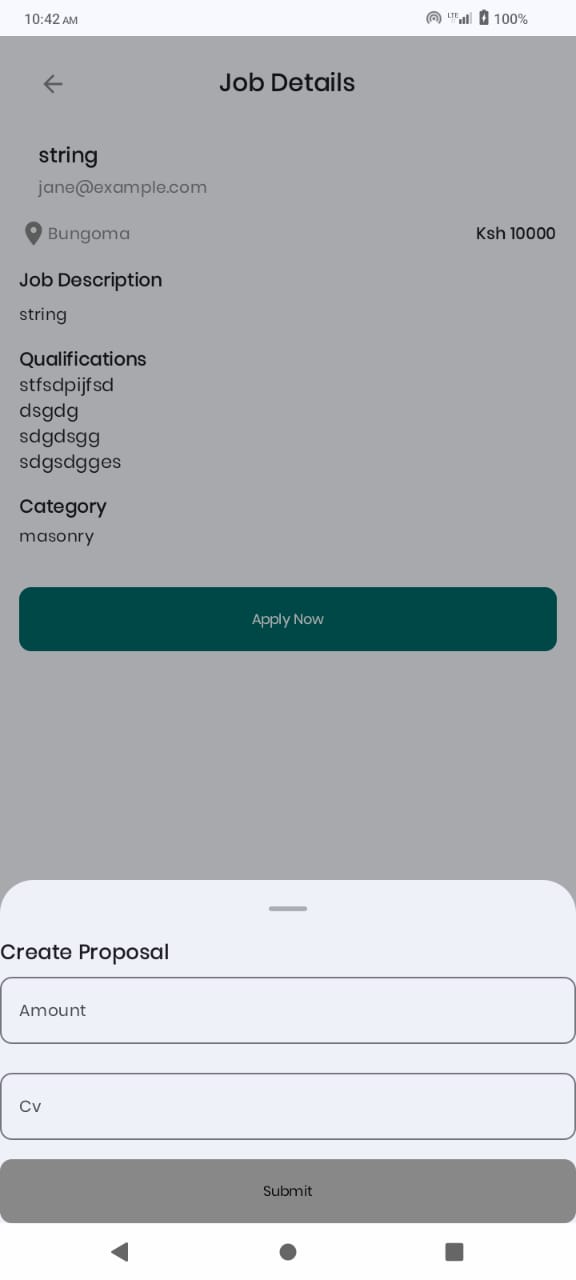 10:42 AM
LTE
100%
Job Details
string
jane@example.com
Bungoma
Ksh 10000
Job Description
string
Qualifications
stfsdpijfsd
dsgdg
sdgdsgg
sdgsdgges
Category
masonry
Apply Now
Create Proposal
Amount
Cv
Submit